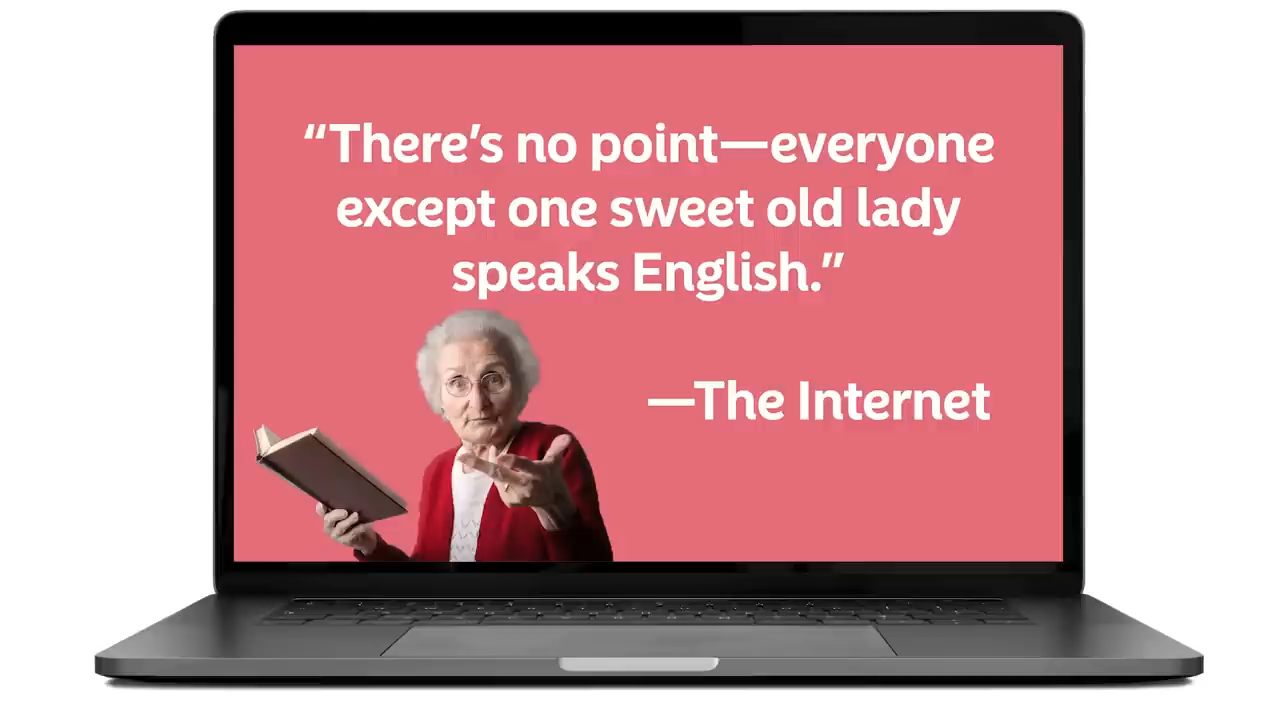 “There’s no point—everyone
except one sweet old lady
speaks English.”
—The Internet